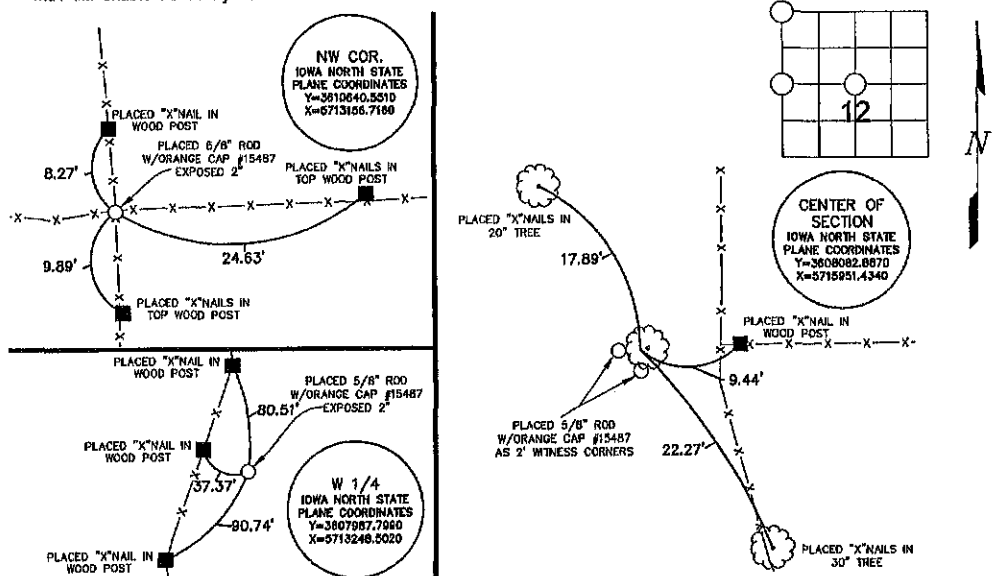 NW COR.
IOWA NORTH STATE
PLANE COORDINATES
Y=3610640.5510
X=5713156.7160
PLACED "X"NAIL IN
WOOD POST
PLACED 5/8" ROD
W/ORANGE CAP #15487
EXPOSED 2"
PLACED "X"NAILS IN
TOP WOOD POST
8.27'
24.63'
9.89'
PLACED "X"NAILS IN
TOP WOOD POST
PLACED "X"NAIL IN
WOOD POST
PLACED 5/8" ROD
W/ORANGE CAP #15487
EXPOSED 2"
80.51'
PLACED "X"NAIL IN
WOOD POST
37.37'
90.74'
W 1/4
IOWA NORTH STATE
PLANE COORDINATES
Y=3607987.7990
X=5713248.5020
PLACED "X"NAIL IN
WOOD POST
12
N
PLACED "X"NAILS IN
20" TREE
17.89'
CENTER OF
SECTION
IOWA NORTH STATE
PLANE COORDINATES
Y=3608082.8870
X=5715951.4340
PLACED "X"NAIL IN
WOOD POST
9.44'
PLACED 5/8" ROD
W/ORANGE CAP #15487
AS 2' WITNESS CORNERS
22.27'
PLACED "X"NAILS IN
30" TREE